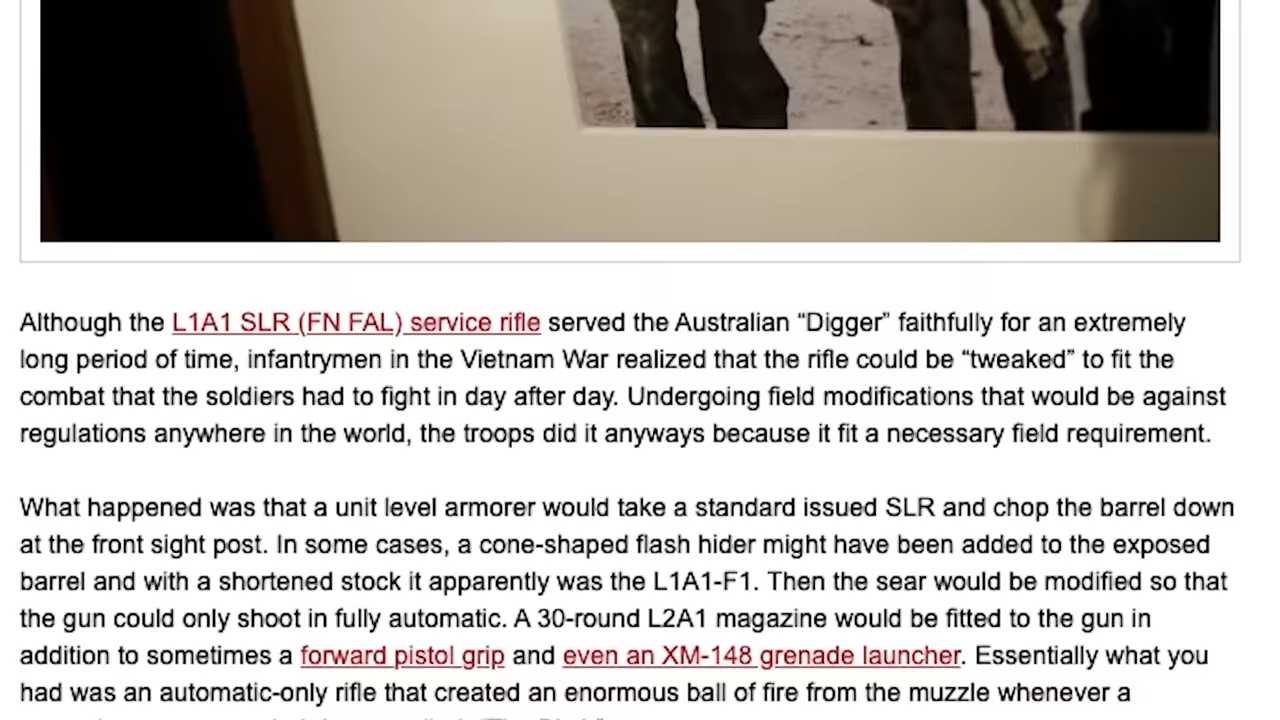 Although the L1A1 SLR (FN FAL) service rifle served the Australian “Digger” faithfully for an extremely
long period of time, infantrymen in the Vietnam War realized that the rifle could be “tweaked” to fit the
combat that the soldiers had to fight in day after day. Undergoing field modifications that would be against
regulations anywhere in the world, the troops did it anyways because it fit a necessary field requirement.
What happened was that a unit level armorer would take a standard issued SLR and chop the barrel down
at the front sight post. In some cases, a cone-shaped flash hider might have been added to the exposed
barrel and with a shortened stock it apparently was the L1A1-F1. Then the sear would be modified so that
the gun could only shoot in fully automatic. A 30-round L2A1 magazine would be fitted to the gun in
addition to sometimes a forward pistol grip and even an XM-148 grenade launcher. Essentially what you
had was an automatic-only rifle that created an enormous ball of fire from the muzzle whenever a